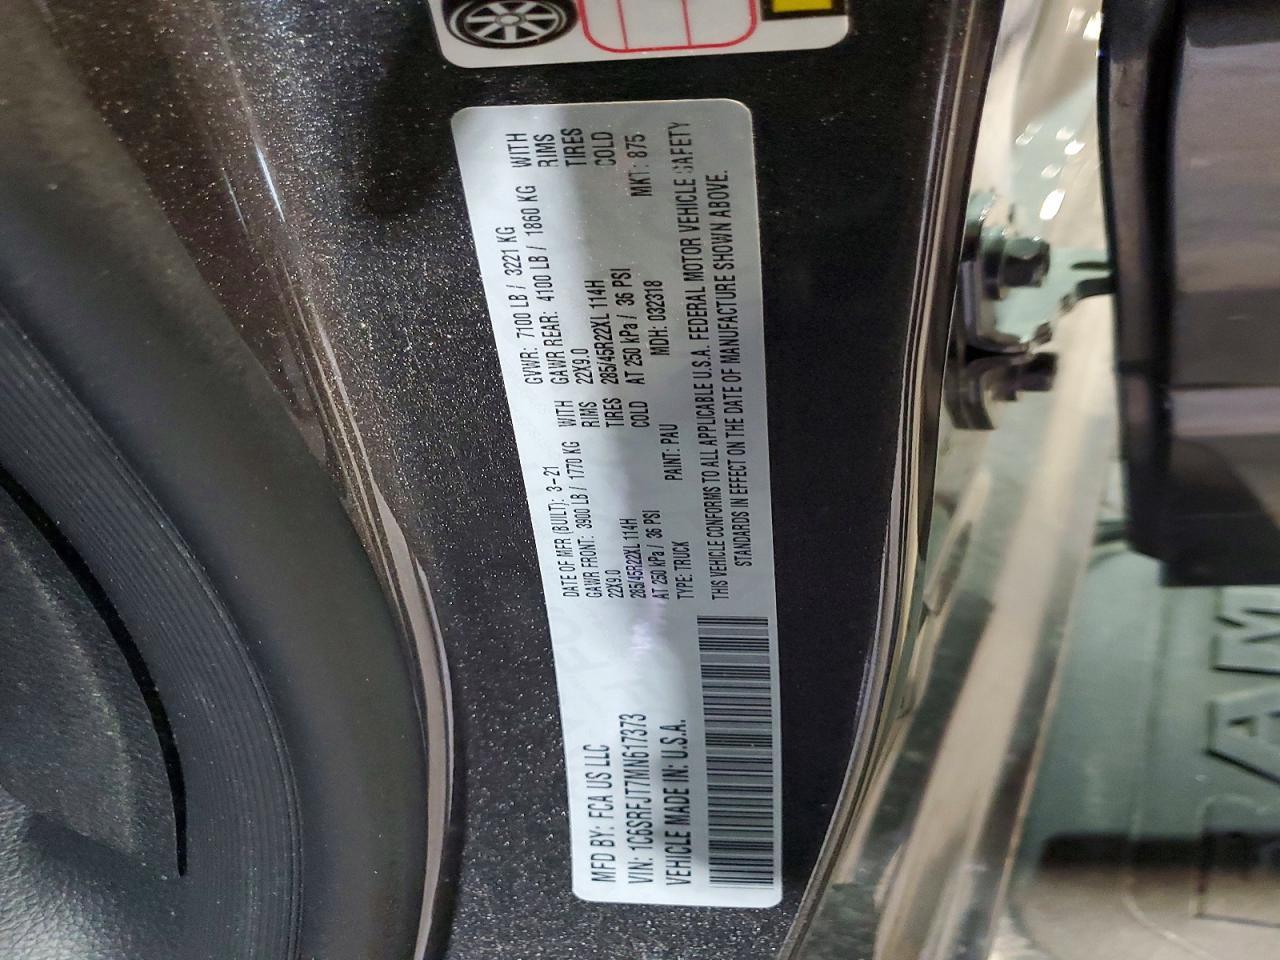 MFD BY: FCA US LLC
VIN: 1C6SRFJT7MN617373
VEHICLE MADE IN: U.S.A.
DATE OF MFR (BUILT): 3-21 GVWR: 7100 LB / 3221 KG
GAWR FRONT: 3900 LB / 1770 KG WITH GAWR REAR: 4100 LB / 1860 KG WITH
22X9.0 RIMS 22X9.0 RIMS
285/45R22XL 114H TIRES 285/45R22XL 114H TIRES
AT 250 kPa / 36 PSI COLD AT 250 kPa / 36 PSI COLD
TYPE: TRUCK PAINT: PAU MDH: 032318 MKT: 875
THIS VEHICLE CONFORMS TO ALL APPLICABLE U.S.A. FEDERAL MOTOR VEHICLE SAFETY
STANDARDS IN EFFECT ON THE DATE OF MANUFACTURE SHOWN ABOVE.
RAM